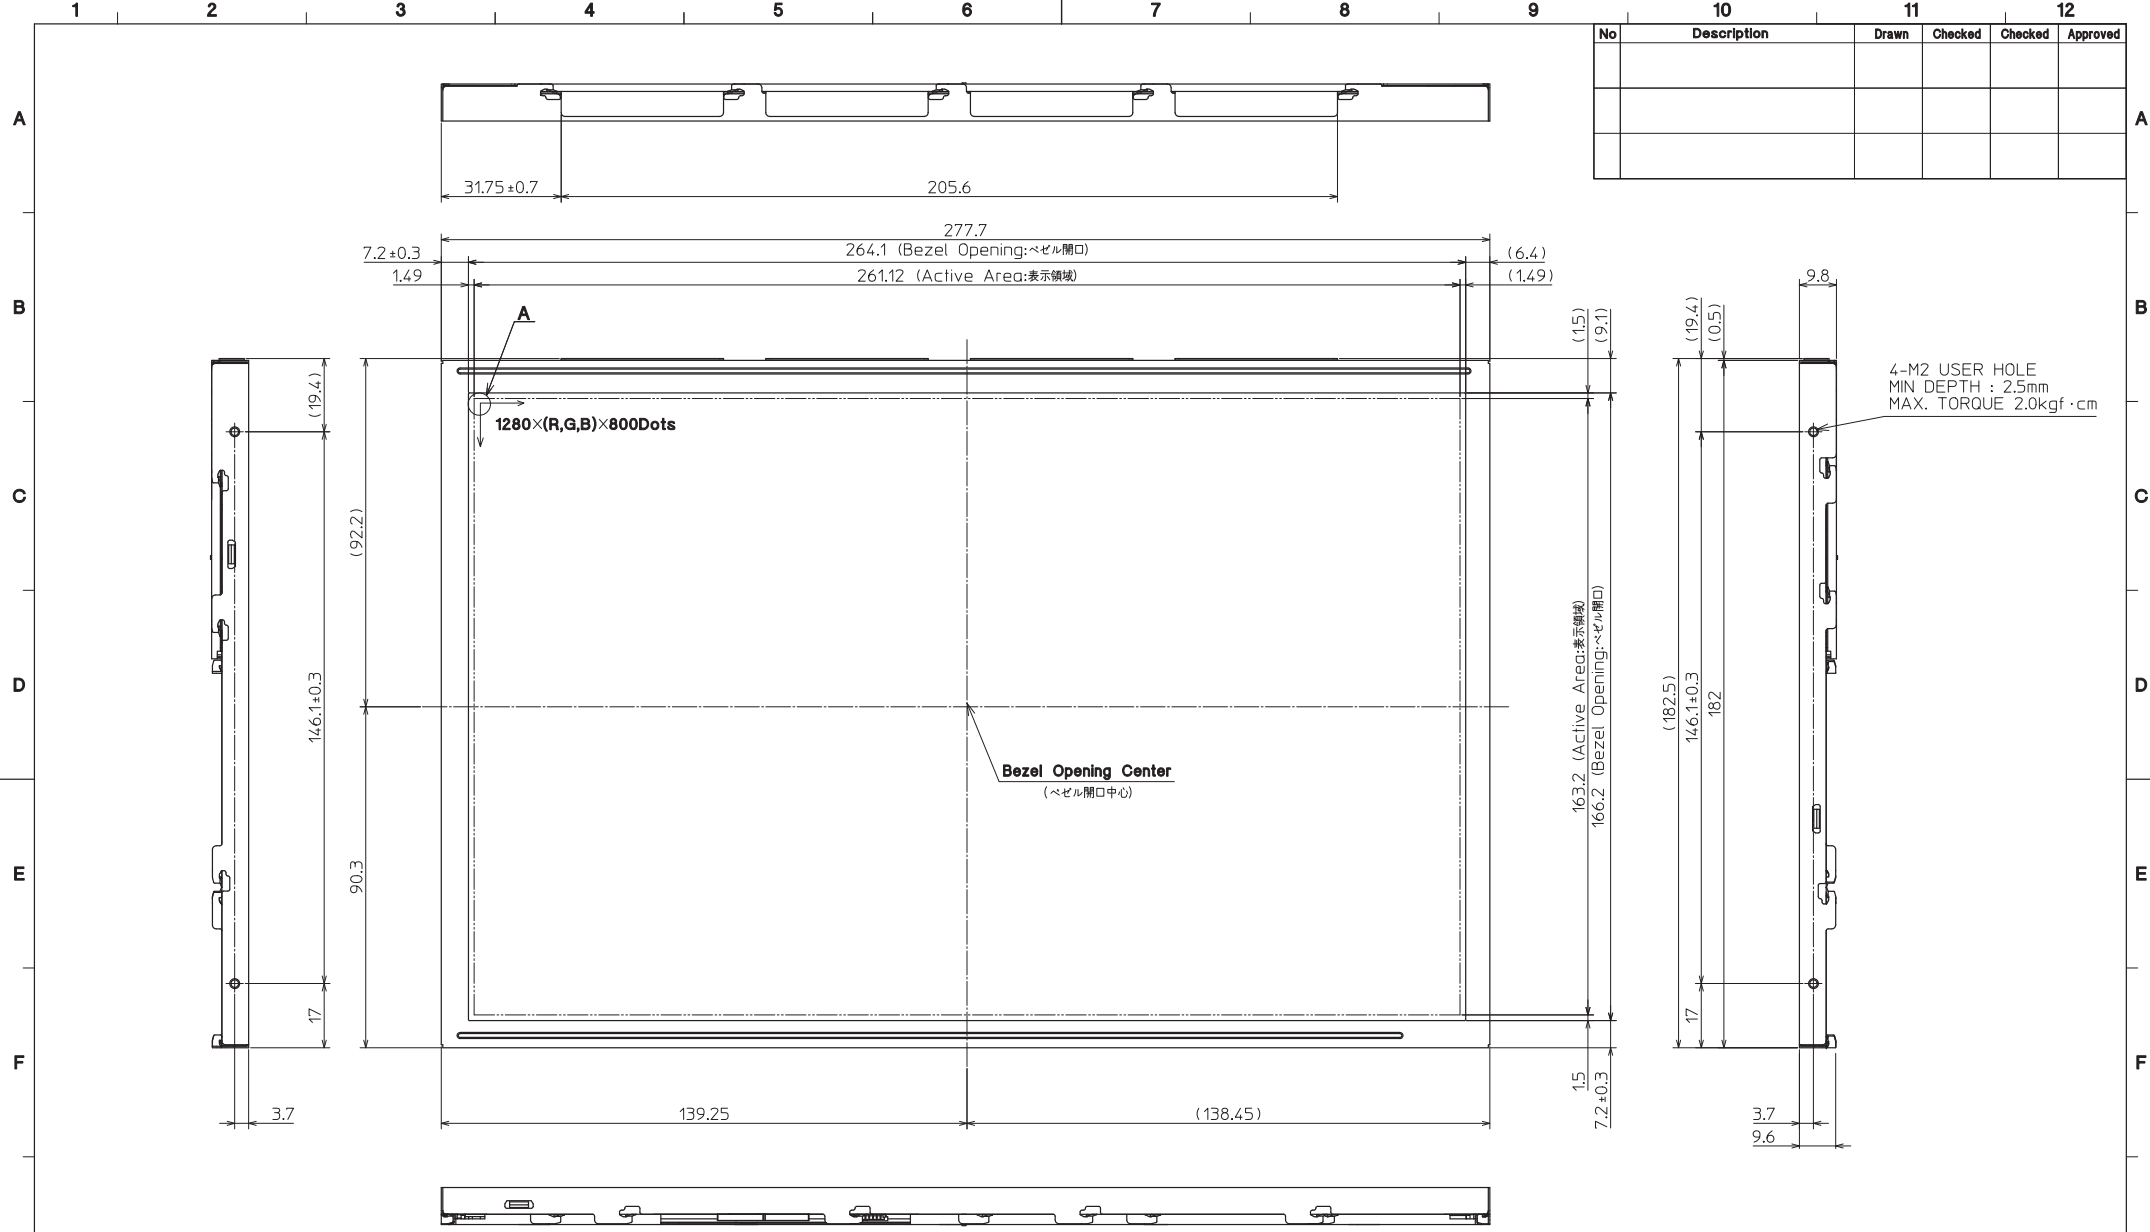 1 2 3 4 5 6 7 8 9 10 11 12
No Description Drawn Checked Checked Approved
A A
31.75±0.7 205.6
277.7
7.2±0.3 264.1 (Bezel Opening:ベゼル開口) (6.4)
1.49 261.12 (Active Area:表示領域) (1.49)
9.8
B B
A
(1.5)
(9.1)
(19.4)
(0.5)
4-M2 USER HOLE
MIN DEPTH : 2.5mm
MAX. TORQUE 2.0kgf·cm
(19.4)
1280×(R,G,B)×800Dots
C C
(92.2)
146.1±0.3
D D
163.2 (Active Area:表示領域)
166.2 (Bezel Opening:ベゼル開口)
(182.5)
146.1±0.3
182
Bezel Opening Center
(ベゼル開口中心)
90.3
E E
17
17
F F
1.5
7.2±0.3
3.7
139.25 (138.45)
3.7
9.6